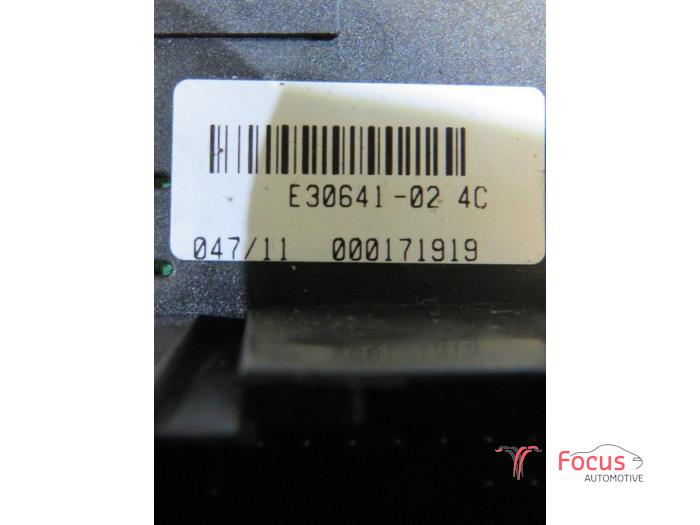 E30641-02 4C
047/11 000171919
Focus
AUTOMOTIVE